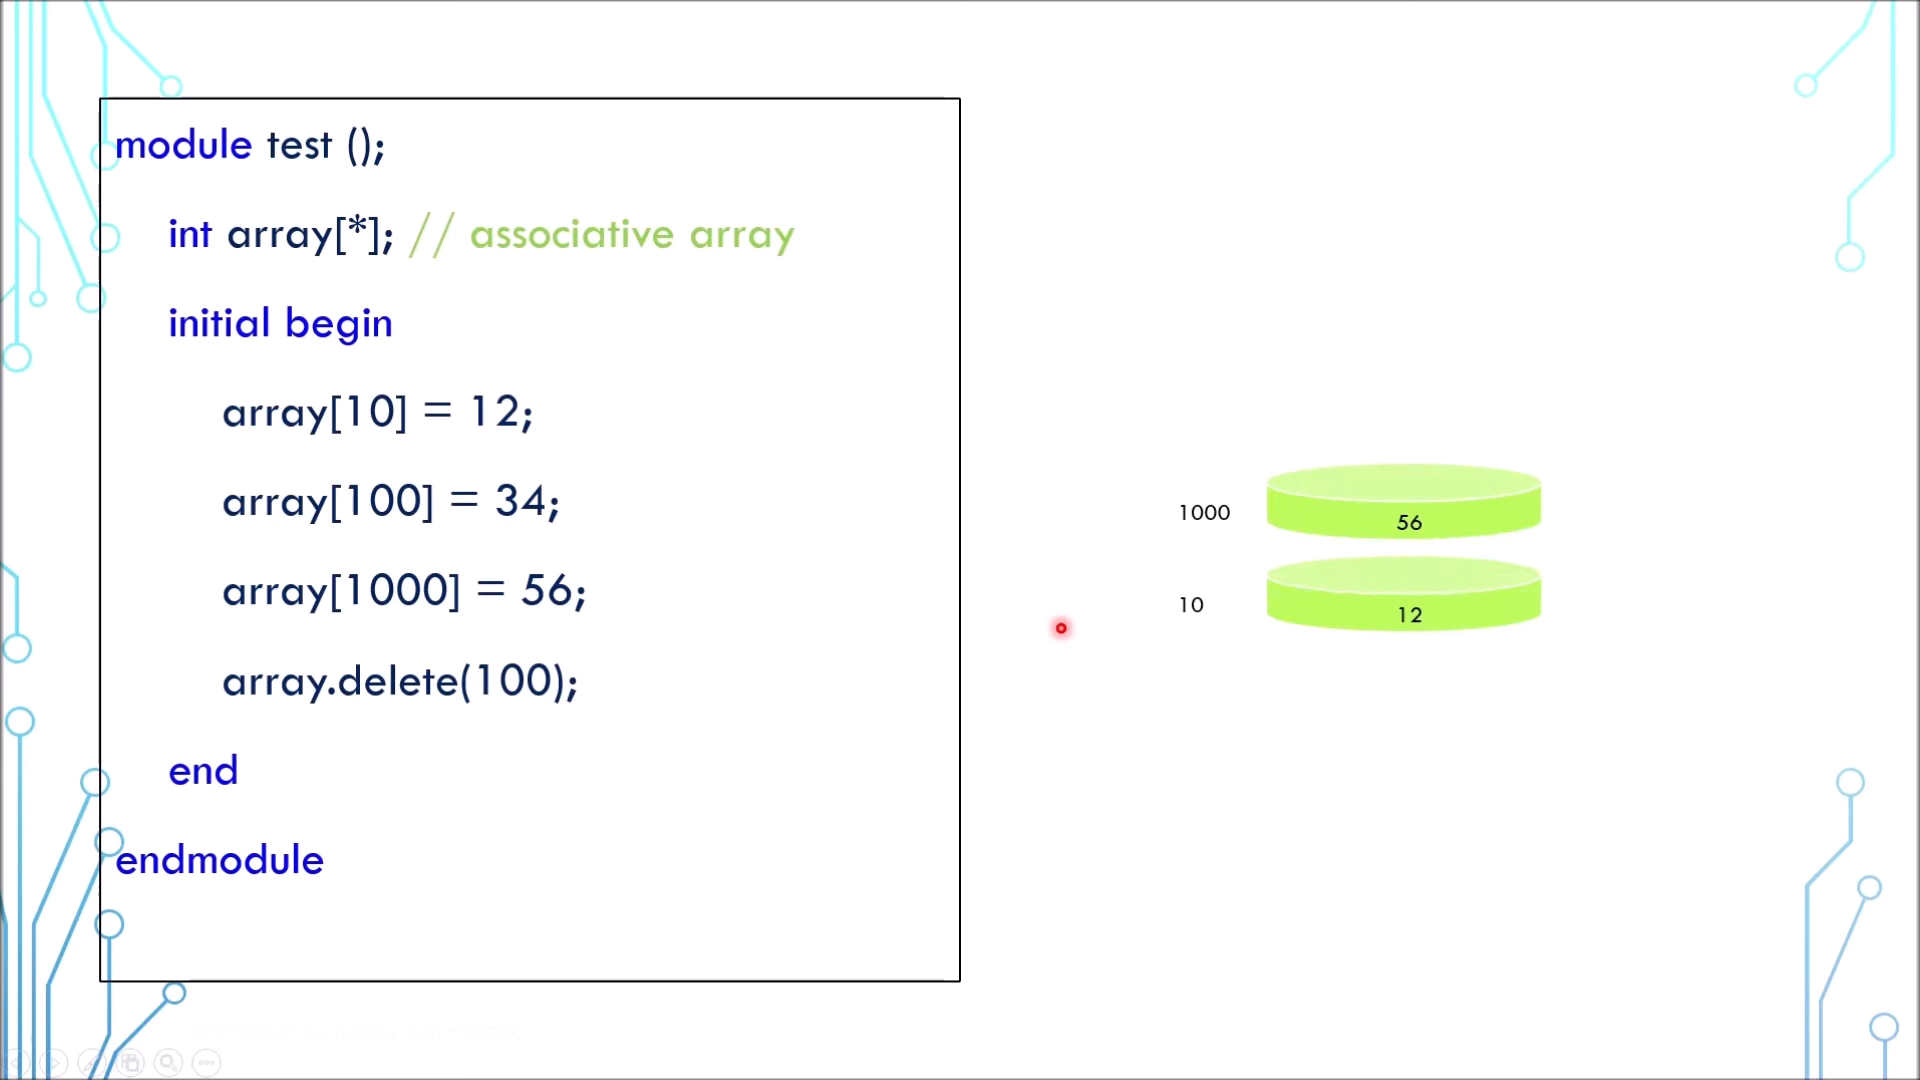 module test ();
int array[*]; // associative array
initial begin
array[10] = 12;
array[100] = 34;
array[1000] = 56;
array.delete(100);
end
endmodule
1000
56
10
12